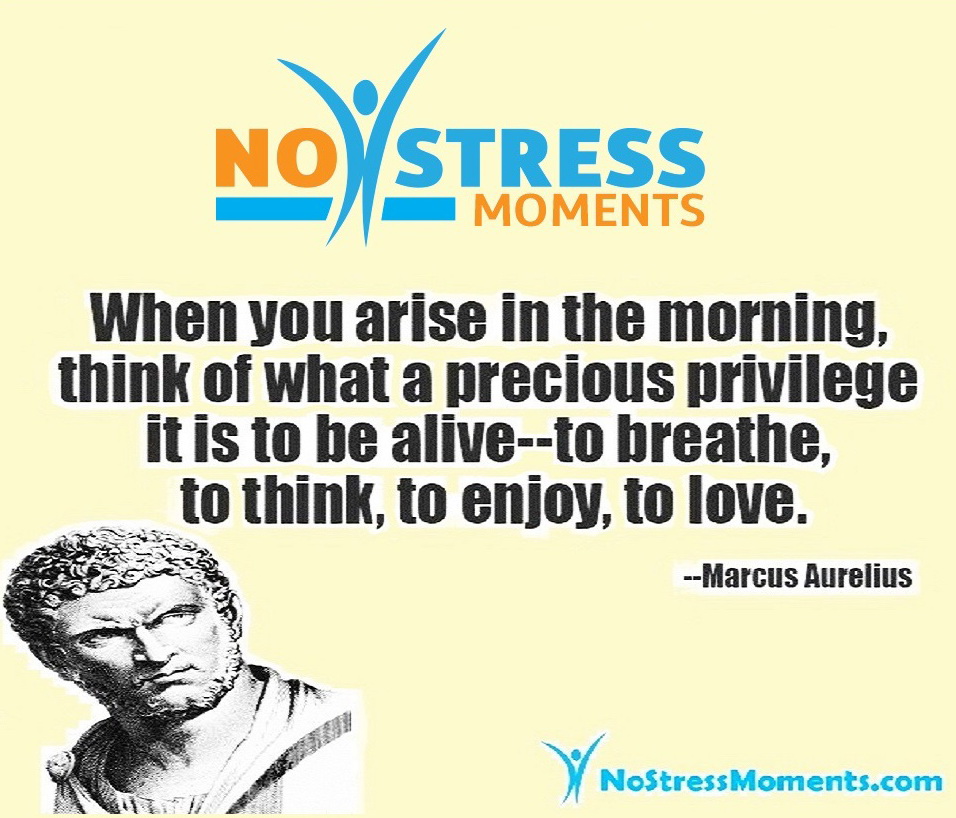 NO STRESS
MOMENTS
When you arise in the morning,
think of what a precious privilege
it is to be alive--to breathe,
to think, to enjoy, to love.
--Marcus Aurelius
NoStressMoments.com